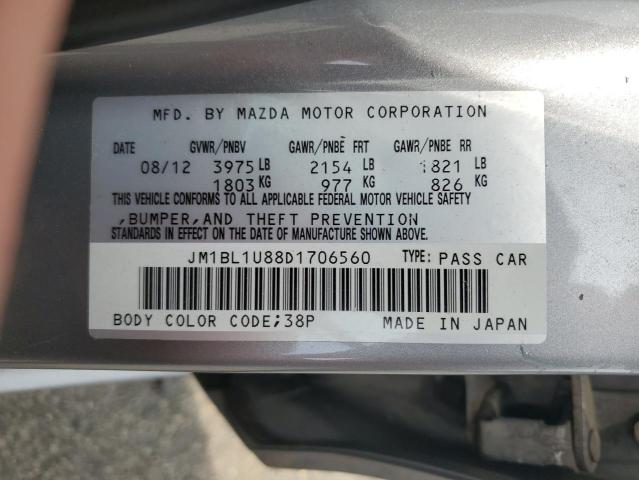 MFD. BY MAZDA MOTOR CORPORATION
DATE GVWR/PNBV GAWR/PNBE FRT GAWR/PNBE RR
08/12 3975 LB 2154 LB 1821 LB
1803 KG 977 KG 826 KG
THIS VEHICLE CONFORMS TO ALL APPLICABLE FEDERAL MOTOR VEHICLE SAFETY
,BUMPER,AND THEFT PREVENTION
STANDARDS IN EFFECT ON THE DATE OF MANUFACTURE SHOWN ABOVE.
JM1BL1U88D1706560 TYPE: PASS CAR
BODY COLOR CODE;38P MADE IN JAPAN